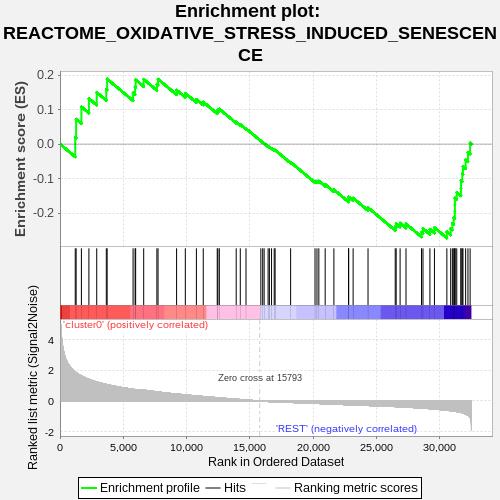 Enrichment plot:
REACTOME_OXIDATIVE_STRESS_INDUCED_SENESCEN
CE
Enrichment score (ES)
0.2
0.1
0.0
-0.1
-0.2
'cluster0' (positively correlated)
Zero cross at 15793
'REST' (negatively correlated)
Ranked list metric (Signal2Noise)
4
2
0
-2
0
5,000
10,000
15,000
20,000
25,000
30,000
Rank in Ordered Dataset
Enrichment profile
Hits
Ranking metric scores